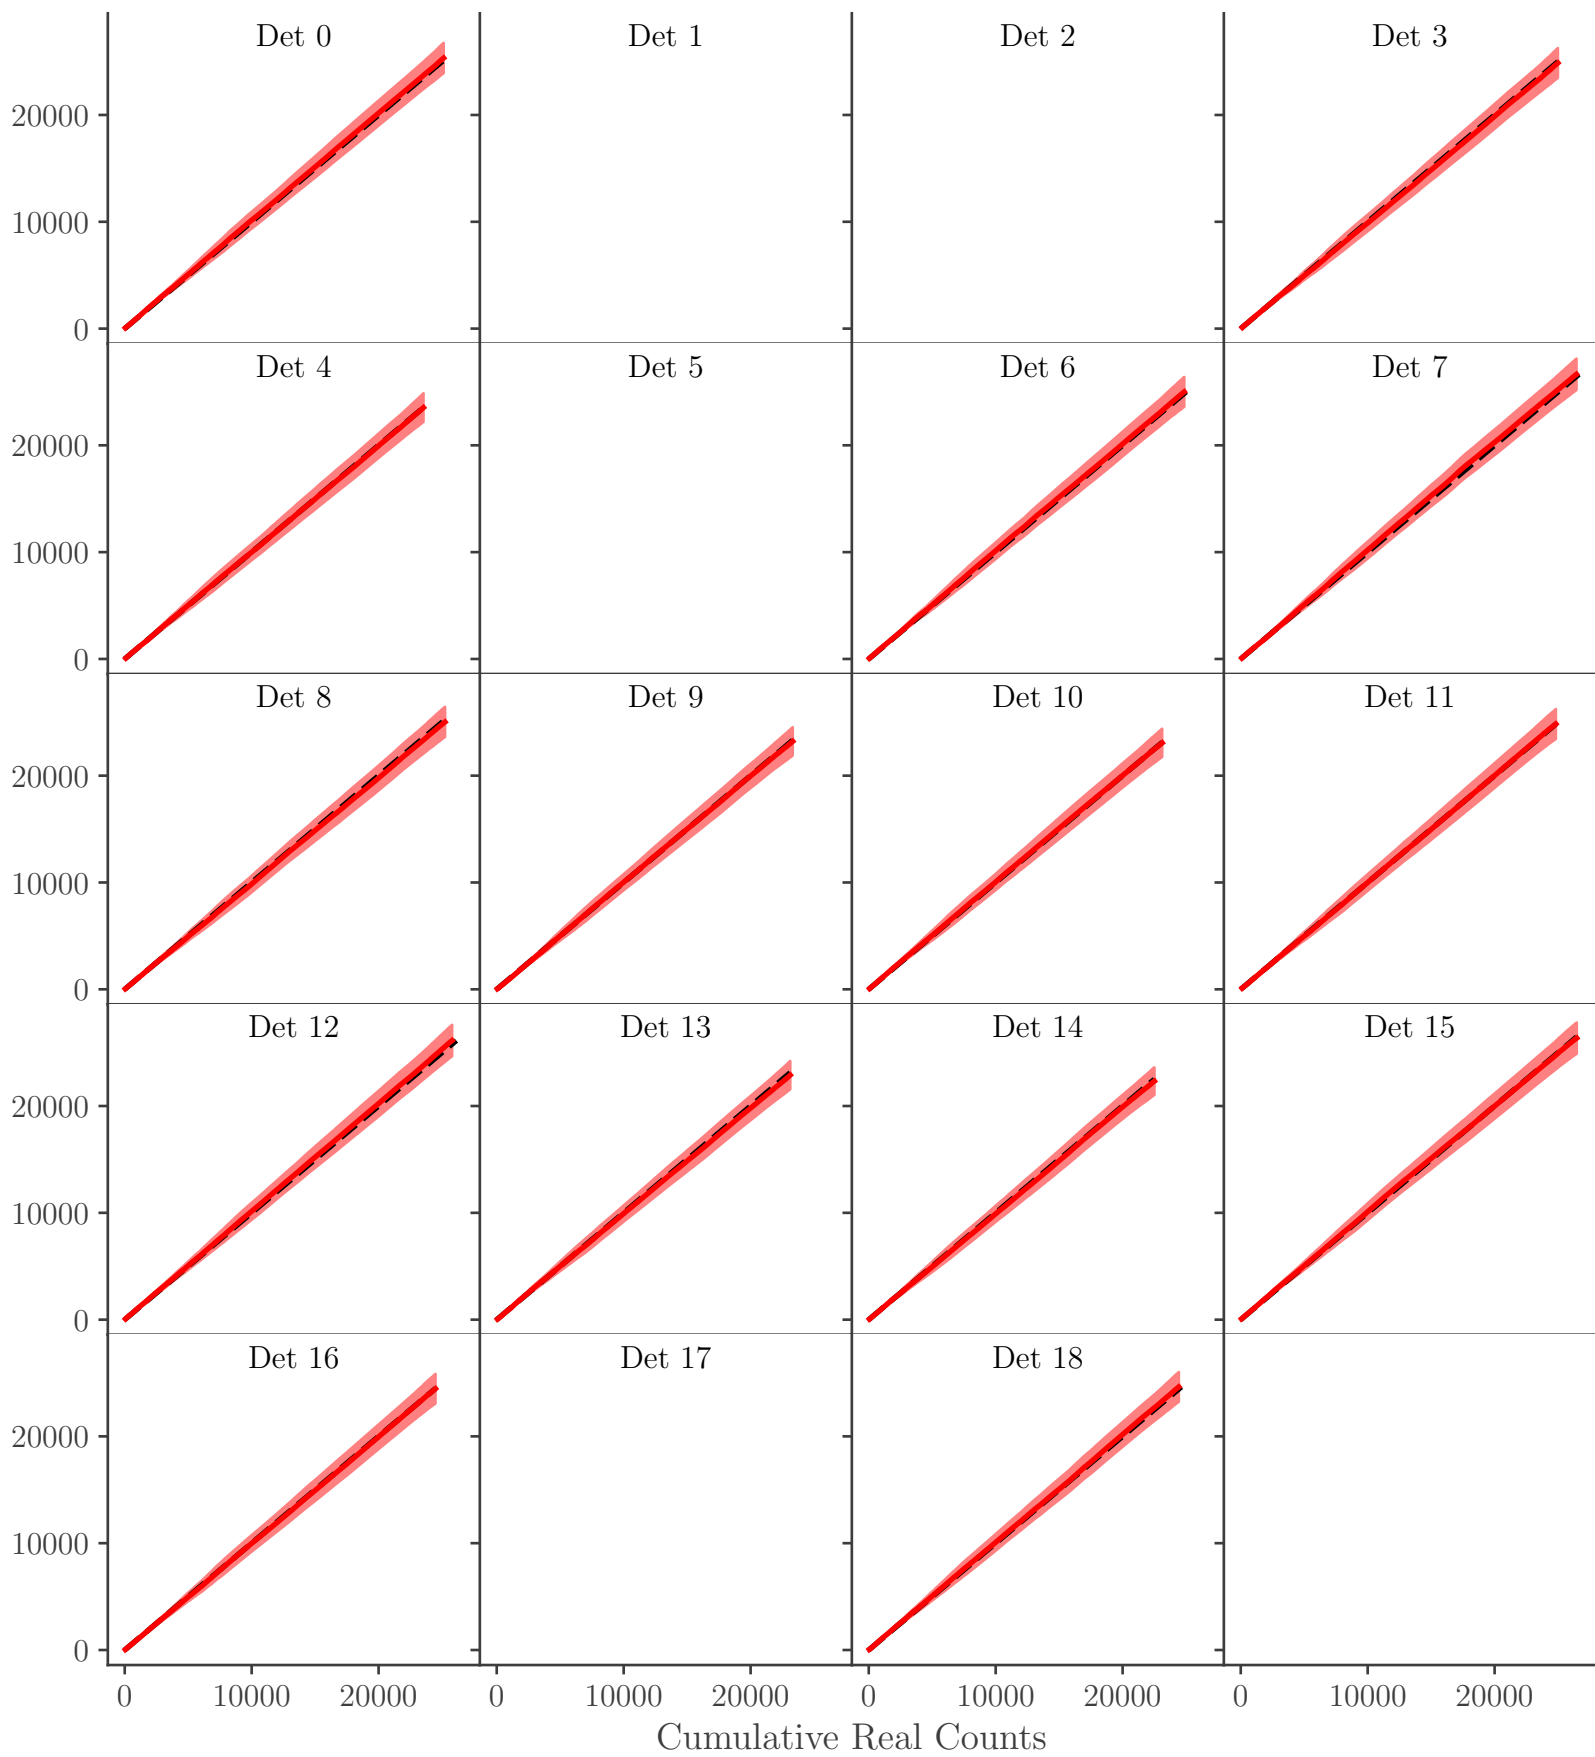 Det 0 Det 1 Det 2 Det 3
20000
10000
0
Det 4 Det 5 Det 6 Det 7
20000
10000
0
Det 8 Det 9 Det 10 Det 11
20000
10000
0
Det 12 Det 13 Det 14 Det 15
20000
10000
0
Det 16 Det 17 Det 18
20000
10000
0
0 10000 20000 0 10000 20000 0 10000 20000 0 10000 20000
Cumulative Real Counts